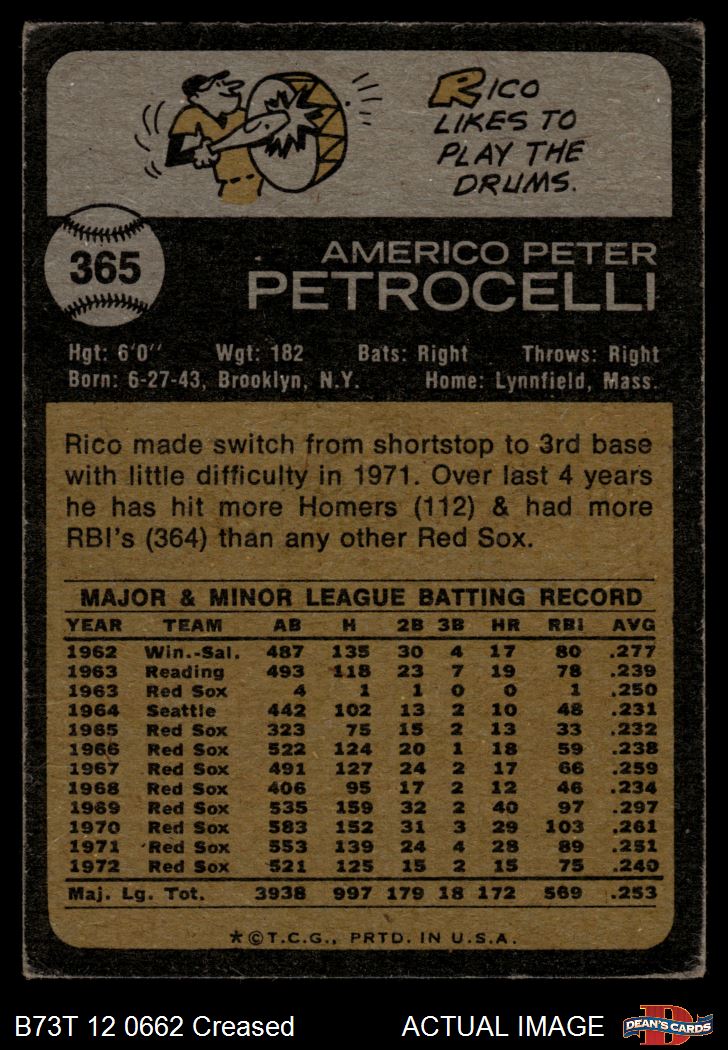 RICO
LIKES TO
PLAY THE
DRUMS.
365
AMERICO PETER
PETROCELLI
Hgt: 6'0" Wgt: 182 Bats: Right Throws: Right
Born: 6-27-43, Brooklyn, N.Y. Home: Lynnfield, Mass.
Rico made switch from shortstop to 3rd base
with little difficulty in 1971. Over last 4 years
he has hit more Homers (112) & had more
RBI's (364) than any other Red Sox.
MAJOR & MINOR LEAGUE BATTING RECORD
YEAR TEAM AB H 2B 3B HR RBI AVG
1962 Win.-Sal. 487 135 30 4 17 80 .277
1963 Reading 493 118 23 7 19 78 .239
1963 Red Sox 4 1 1 0 0 1 .250
1964 Seattle 442 102 13 2 10 48 .231
1965 Red Sox 323 75 15 2 13 33 .232
1966 Red Sox 522 124 20 1 18 59 .238
1967 Red Sox 491 127 24 2 17 66 .259
1968 Red Sox 406 95 17 2 12 46 .234
1969 Red Sox 535 159 32 2 40 97 .297
1970 Red Sox 583 152 31 3 29 103 .261
1971 Red Sox 553 139 24 4 28 89 .251
1972 Red Sox 521 125 15 2 15 75 .240
Maj. Lg. Tot. 3938 997 179 18 172 569 .253
*©T.C.G., PRTD. IN U.S.A.
B73T 12 0662 Creased ACTUAL IMAGE
DEAN'S CARDS